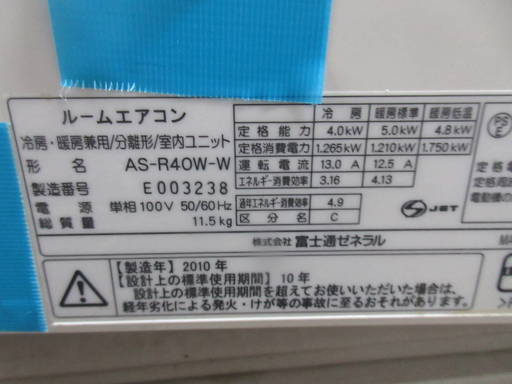 ルームエアコン
冷房・暖房兼用/分離形/室内ユニット
形 名 AS-R40W-W
製造番号 E003238
電 源 単相100V 50/60Hz
総質量 11.5kg
冷 房 暖房標準 暖房低温
定格能力 4.0kW 5.0kW 4.8kW
定格消費電力 1.265kW 1.210kW 1.750kW
運転電流 13.0 A 12.5 A
エネルギー消費効率 3.16 4.13
通年エネルギー消費効率 4.9
区分名 C
JET
株式会社 富士通ゼネラル
【製造年】2010年
【設計上の標準使用期間】10年
設計上の標準使用期間を超えてお使いいただいた場合は、
経年劣化による発火・けが等の事故に至るおそれがあります。
PS
E
定格
定格周
電動機の